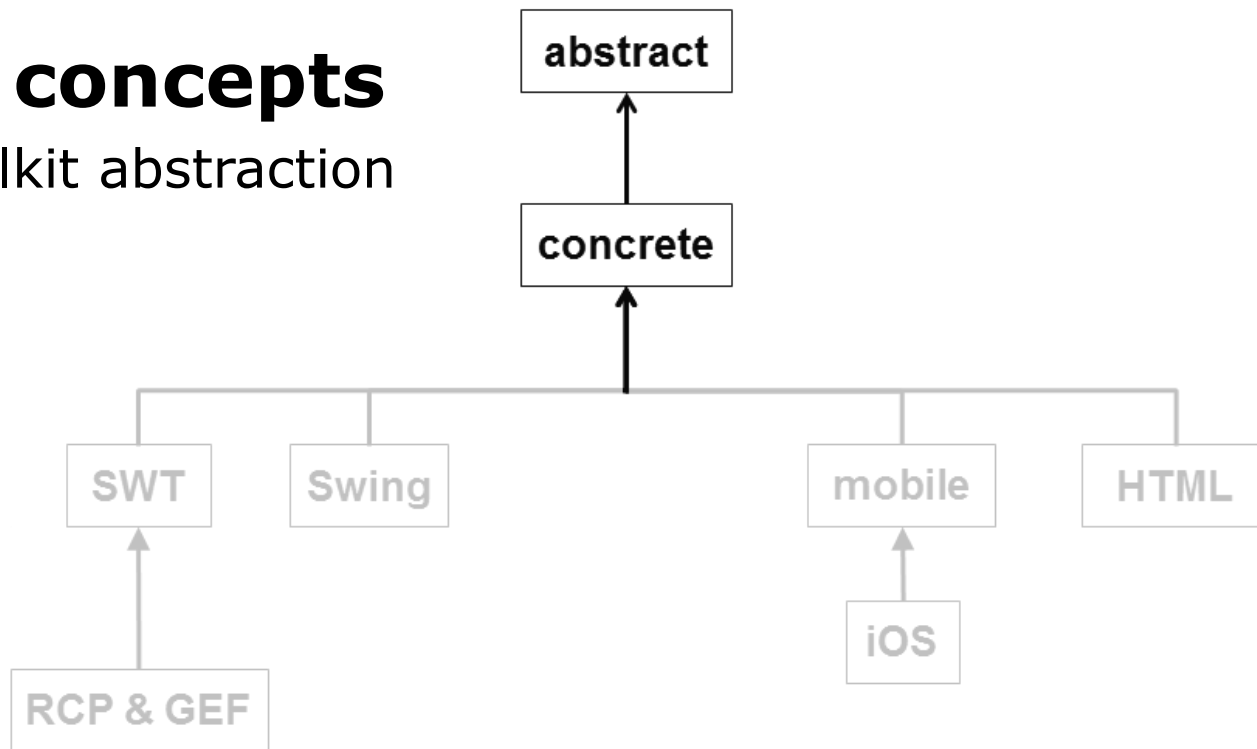 concepts
lkit abstraction
abstract
concrete
SWT
Swing
mobile
HTML
iOS
RCP & GEF